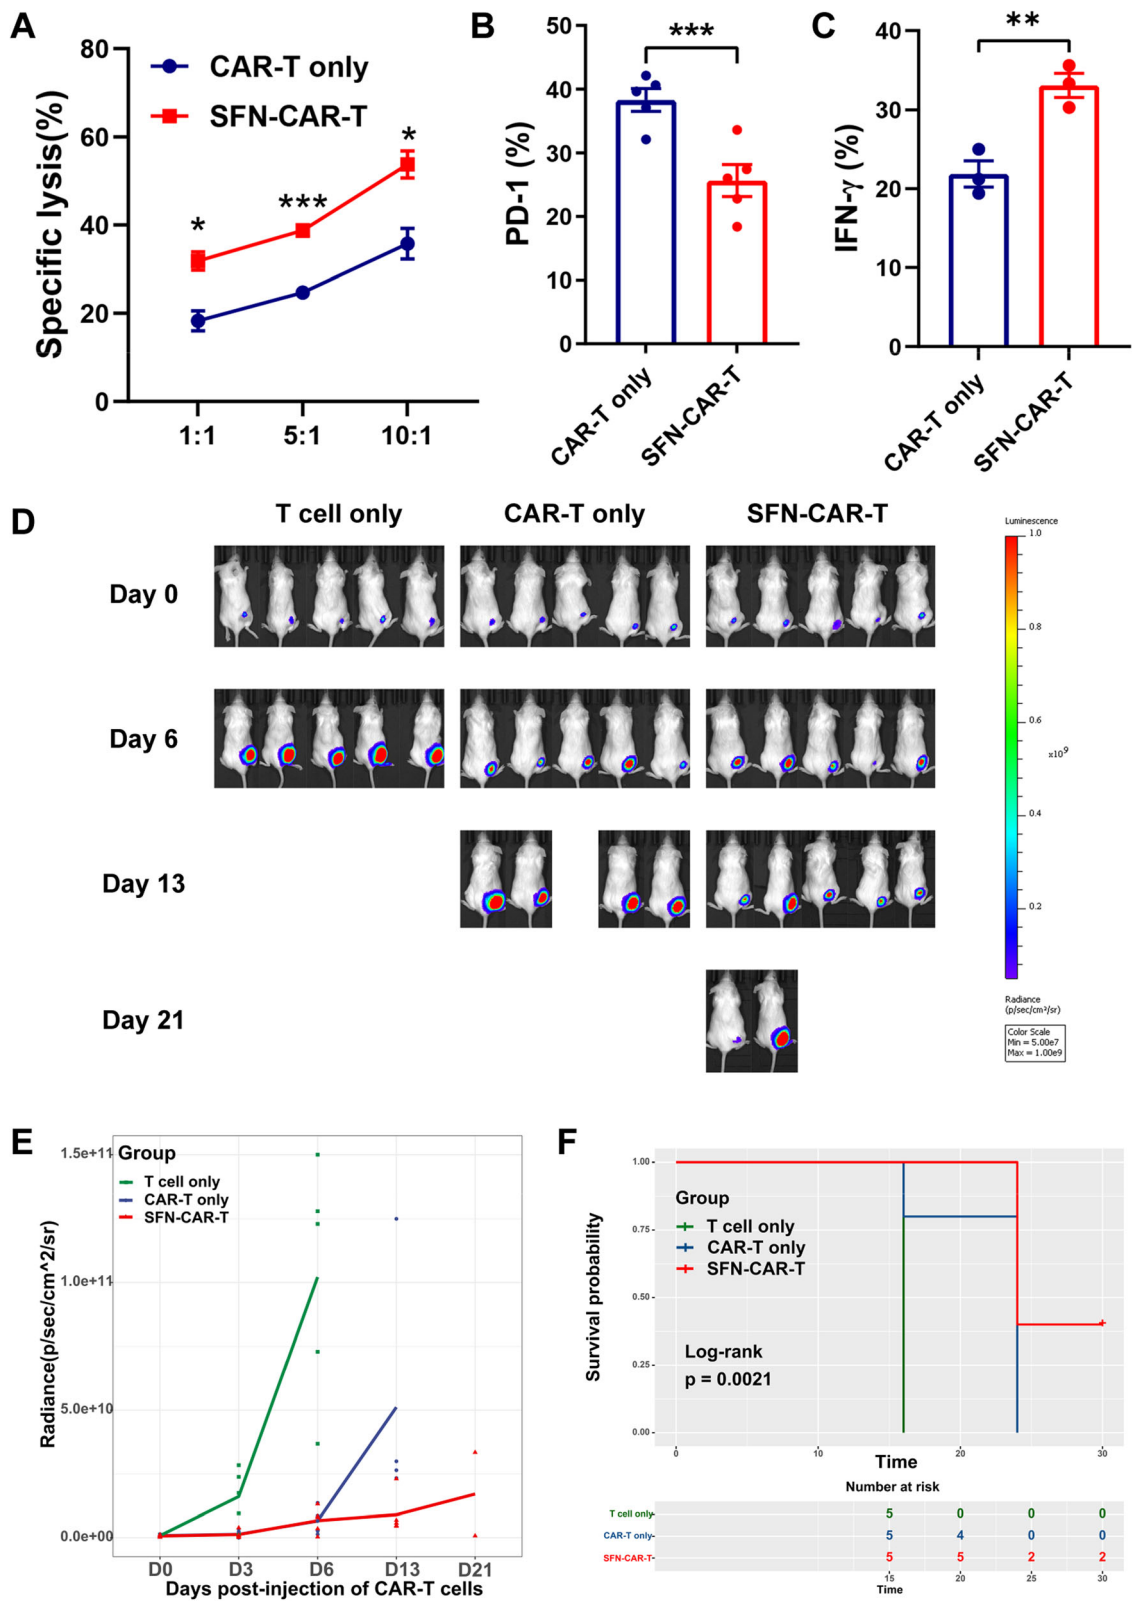 A
Specific lysis(%)
80
60
40
20
0
CAR-T only
SFN-CAR-T
*
***
*
1:1
5:1
10:1
B
PD-1 (%)
50
40
30
20
10
0
***
CAR-T only
SFN-CAR-T
C
IFN-γ (%)
40
30
20
10
0
**
CAR-T only
SFN-CAR-T
D
T cell only
CAR-T only
SFN-CAR-T
Day 0
Day 6
Day 13
Day 21
Luminescence
1.0
0.8
0.6
x10⁹
0.4
0.2
Radiance
(p/sec/cm²/sr)
Color Scale
Min = 5.00e7
Max = 1.00e9
E
Radiance(p/sec/cm^2/sr)
1.5e+11
1.0e+11
5.0e+10
0.0e+00
Group
T cell only
CAR-T only
SFN-CAR-T
D0
D3
D6
D13
D21
Days post-injection of CAR-T cells
F
Survival probability
1.00
0.75
0.50
0.25
0.00
Group
T cell only
CAR-T only
SFN-CAR-T
Log-rank
p = 0.0021
0
10
20
30
Time
Number at risk
T cell only 5 0 0 0
CAR-T only 5 4 0 0
SFN-CAR-T 5 5 2 2
15 20 25 30
Time